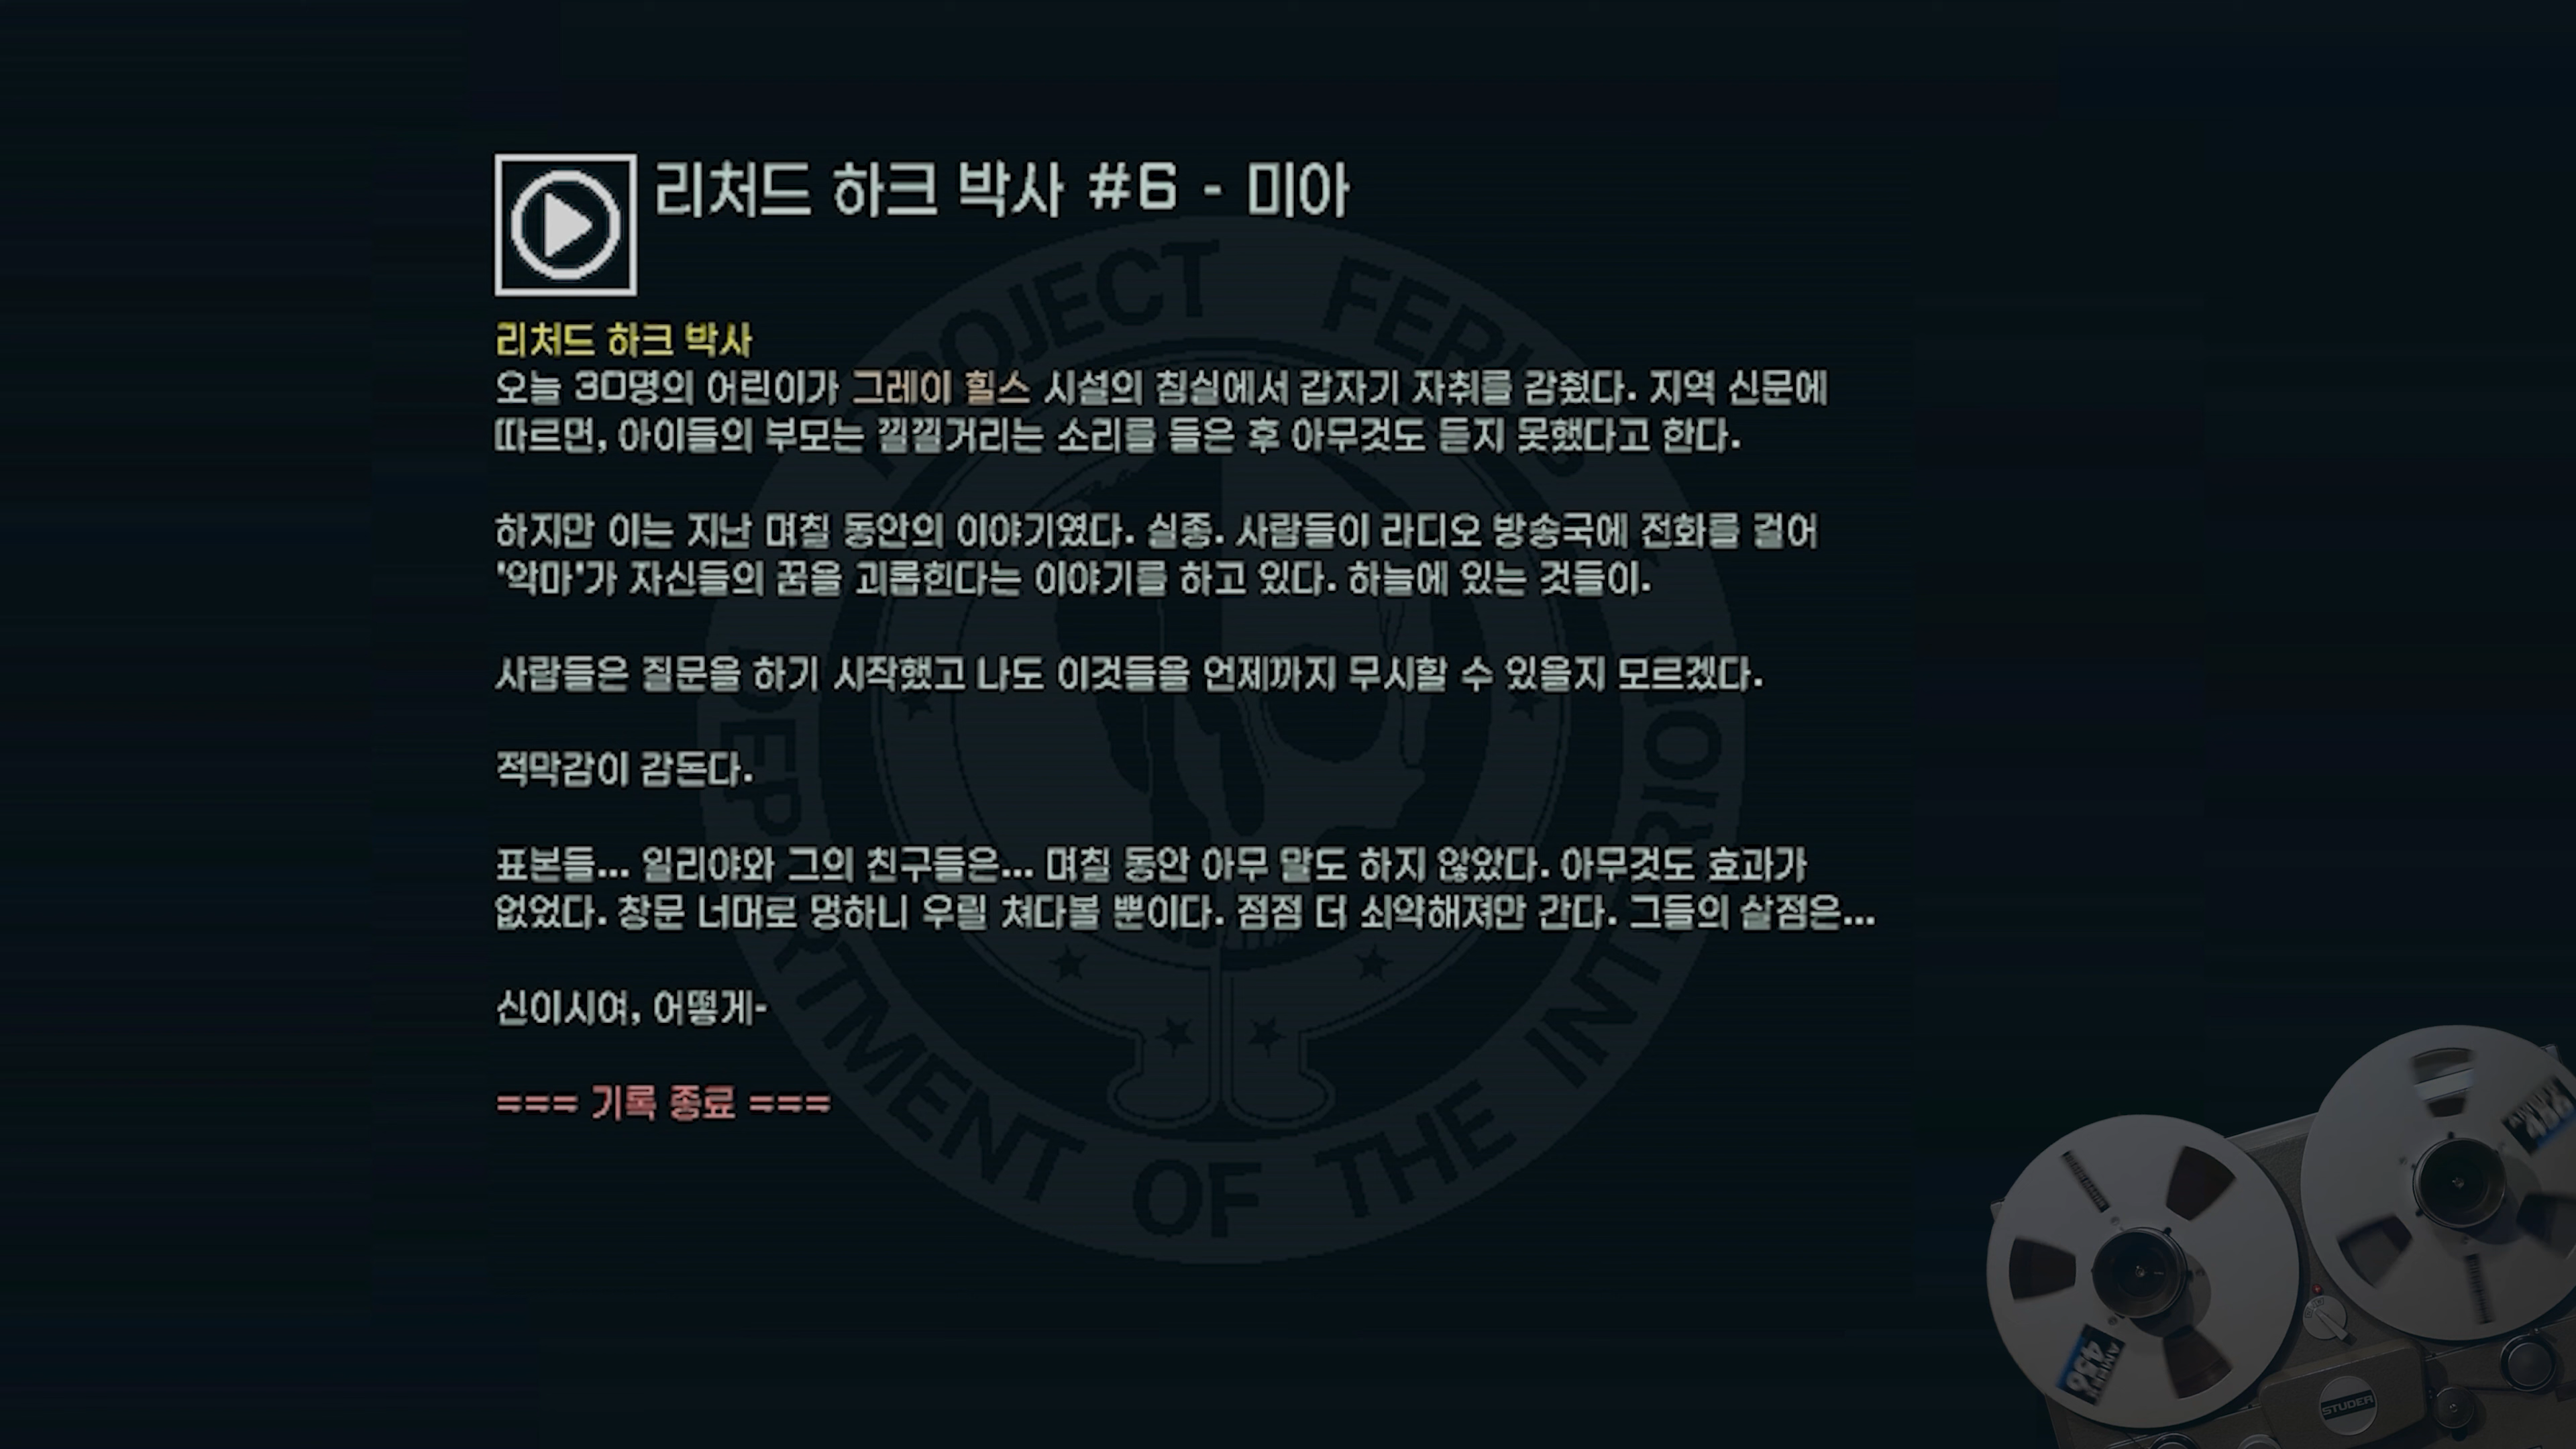 리처드 하크 박사 #6 - 미아
리처드 하크 박사
오늘 30명의 어린이가 그레이 힐스 시설의 침실에서 갑자기 자취를 감췄다. 지역 신문에
따르면, 아이들의 부모는 낄낄거리는 소리를 들은 후 아무것도 듣지 못했다고 한다.
하지만 이는 지난 며칠 동안의 이야기였다. 실종. 사람들이 라디오 방송국에 전화를 걸어
'악마'가 자신들의 꿈을 괴롭힌다는 이야기를 하고 있다. 하늘에 있는 것들이.
사람들은 질문을 하기 시작했고 나도 이것들을 언제까지 무시할 수 있을지 모르겠다.
적막감이 감돈다.
표본들... 일리야와 그의 친구들은... 며칠 동안 아무 말도 하지 않았다. 아무것도 효과가
없었다. 창문 너머로 멍하니 우릴 쳐다볼 뿐이다. 점점 더 쇠약해져만 간다. 그들의 살점은...
신이시여, 어떻게-
=== 기록 종료 ===
PROJECT
DEPARTMENT OF THE INTERIOR
AMPEX
456
STUDER